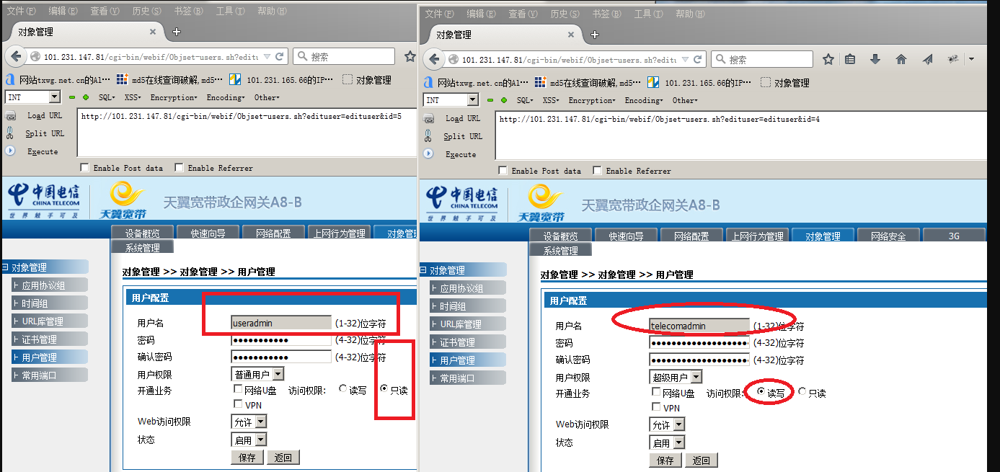 文件(F) 编辑(E) 查看(V) 历史(S) 书签(B) 工具(T) 帮助(H)
对象管理
101.231.147.81/cgi-bin/webif/Objset-users.sh?editu
搜索
网站txwg.net.cn的Al… md5在线查询破解,md5… 101.231.165.66的IP… 对象管理
INT SQL XSS Encryption Encoding Other
Load URL
http://101.231.147.81/cgi-bin/webif/Objset-users.sh?edituser=edituser&id=5
Split URL
Execute
Enable Post data Enable Referrer
中国电信
CHINA TELECOM
世界触手可及
天翼宽带
天翼宽带政企网关A8-B
设备概览 快速向导 网络配置 上网行为管理 对象管
系统管理
对象管理
应用协议组
时间组
URL库管理
证书管理
用户管理
常用端口
对象管理 >> 对象管理 >> 用户管理
用户配置
用户名 useradmin (1-32)位字符
密码 ●●●●●●●●●●● (4-32)位字符
确认密码 ●●●●●●●●●●● (4-32)位字符
用户权限 普通用户
开通业务 网络U盘 访问权限: 读写 只读
VPN
Web访问权限 允许
状态 启用
保存 返回
文件(F) 编辑(E) 查看(V) 历史(S) 书签(B) 工具(T) 帮助(H)
对象管理
101.231.147.81/cgi-bin/webif/Objset-users.sh?editu
搜索
网站txwg.net.cn的Al… md5在线查询破解,md5… 101.231.165.66的IP… 对象管理
INT SQL XSS Encryption Encoding Other
Load URL
http://101.231.147.81/cgi-bin/webif/Objset-users.sh?edituser=edituser&id=4
Split URL
Execute
Enable Post data Enable Referrer
中国电信
CHINA TELECOM
世界触手可及
天翼宽带
天翼宽带政企网关A8-B
设备概览 快速向导 网络配置 上网行为管理 对象管理 网络安全 3G
系统管理
对象管理
应用协议组
时间组
URL库管理
证书管理
用户管理
常用端口
对象管理 >> 对象管理 >> 用户管理
用户配置
用户名 telecomadmin (1-32)位字符
密码 ●●●●●●●●●●●●●●●●●● (4-32)位字符
确认密码 ●●●●●●●●●●●●●●●●●● (4-32)位字符
用户权限 超级用户
开通业务 网络U盘 访问权限: 读写 只读
VPN
Web访问权限 允许
状态 启用
保存 返回